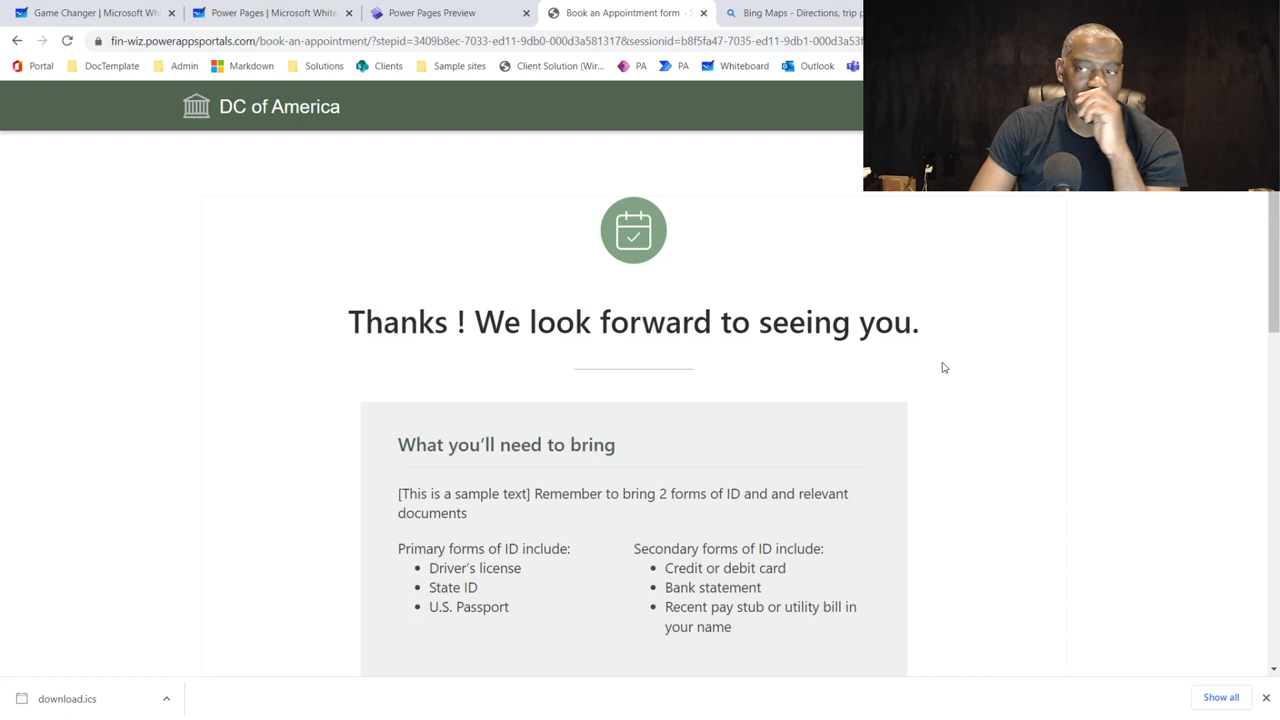 Game Changer | Microsoft Wh
Power Pages | Microsoft White
Power Pages Preview
Book an Appointment form · S
Bing Maps - Directions, trip p
fin-wiz.powerappsportals.com/book-an-appointment/?stepid=3409b8ec-7033-ed11-9db0-000d3a581317&sessionid=b8f5fa47-7035-ed11-9db1-000d3a53f
Portal
DocTemplate
Admin
Markdown
Solutions
Clients
Sample sites
Client Solution (Wir...
PA
PA
Whiteboard
Outlook
DC of America
Thanks ! We look forward to seeing you.
What you'll need to bring
[This is a sample text] Remember to bring 2 forms of ID and and relevant
documents
Primary forms of ID include:
• Driver's license
• State ID
• U.S. Passport
Secondary forms of ID include:
• Credit or debit card
• Bank statement
• Recent pay stub or utility bill in
your name
download.ics
Show all